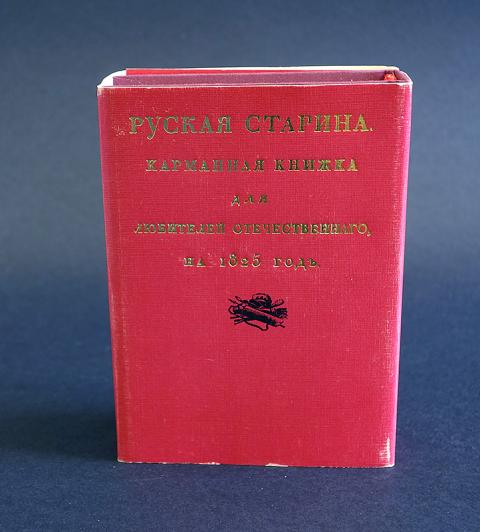 РУСКАЯ СТАРИНА.
КАРМАННАЯ КНИЖКА
ДЛЯ
ЛЮБИТЕЛЕЙ ОТЕЧЕСТВЕННАГО,
НА 1825 ГОДЪ.